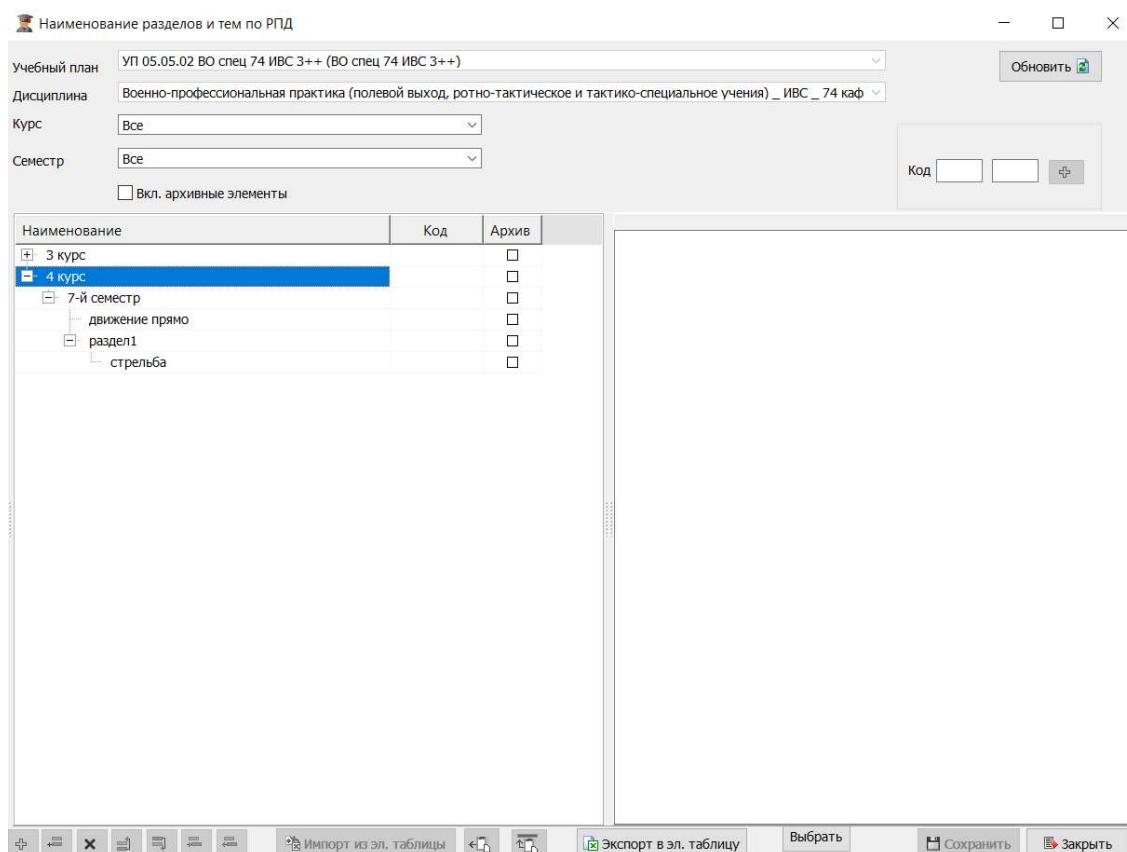 Наименование разделов и тем по РПД
Учебный план УП 05.05.02 ВО спец 74 ИВС 3++ (ВО спец 74 ИВС 3++)
Обновить
Дисциплина Военно-профессиональная практика (полевой выход, ротно-тактическое и тактико-специальное учения) _ ИВС _ 74 каф
Курс Все
Семестр Все
Код
Вкл. архивные элементы
Наименование Код Архив
3 курс
4 курс
7-й семестр
движение прямо
раздел1
стрельба
Импорт из эл. таблицы Экспорт в эл. таблицу Выбрать Сохранить Закрыть